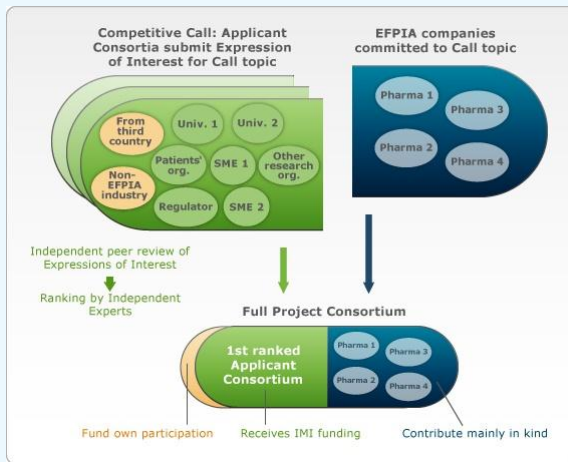 Competitive Call: Applicant
Consortia submit Expression
of Interest for Call topic
EFPIA companies
committed to Call topic
From
third
country
Univ. 1
Univ. 2
Patients'
org.
SME 1
Other
research
org.
Non-
EFPIA
industry
Regulator
SME 2
Pharma 1
Pharma 3
Pharma 2
Pharma 4
Independent peer review of
Expressions of Interest
Ranking by Independent
Experts
Full Project Consortium
1st ranked
Applicant
Consortium
Pharma 1
Pharma 3
Pharma 2
Pharma 4
Fund own participation
Receives IMI funding
Contribute mainly in kind